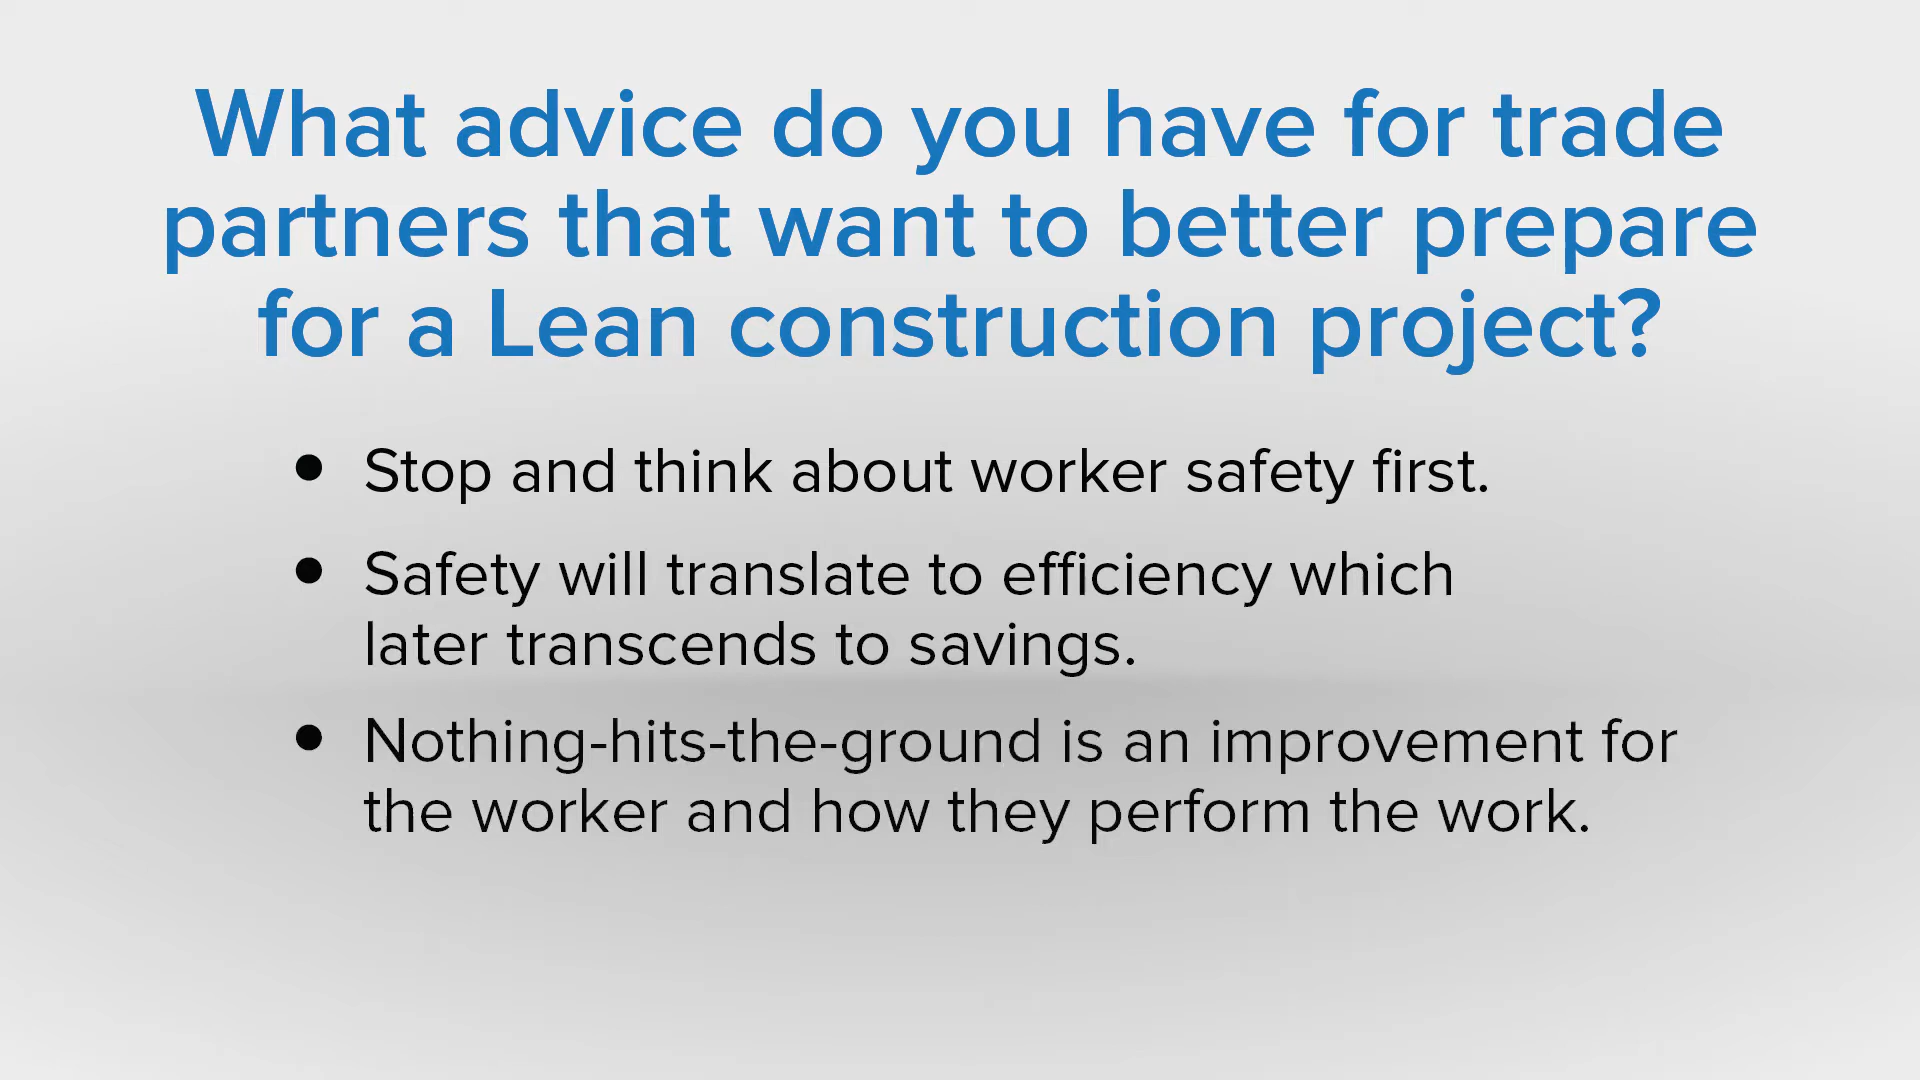 What advice do you have for trade
partners that want to better prepare
for a Lean construction project?
• Stop and think about worker safety first.
• Safety will translate to efficiency which
later transcends to savings.
• Nothing-hits-the-ground is an improvement for
the worker and how they perform the work.